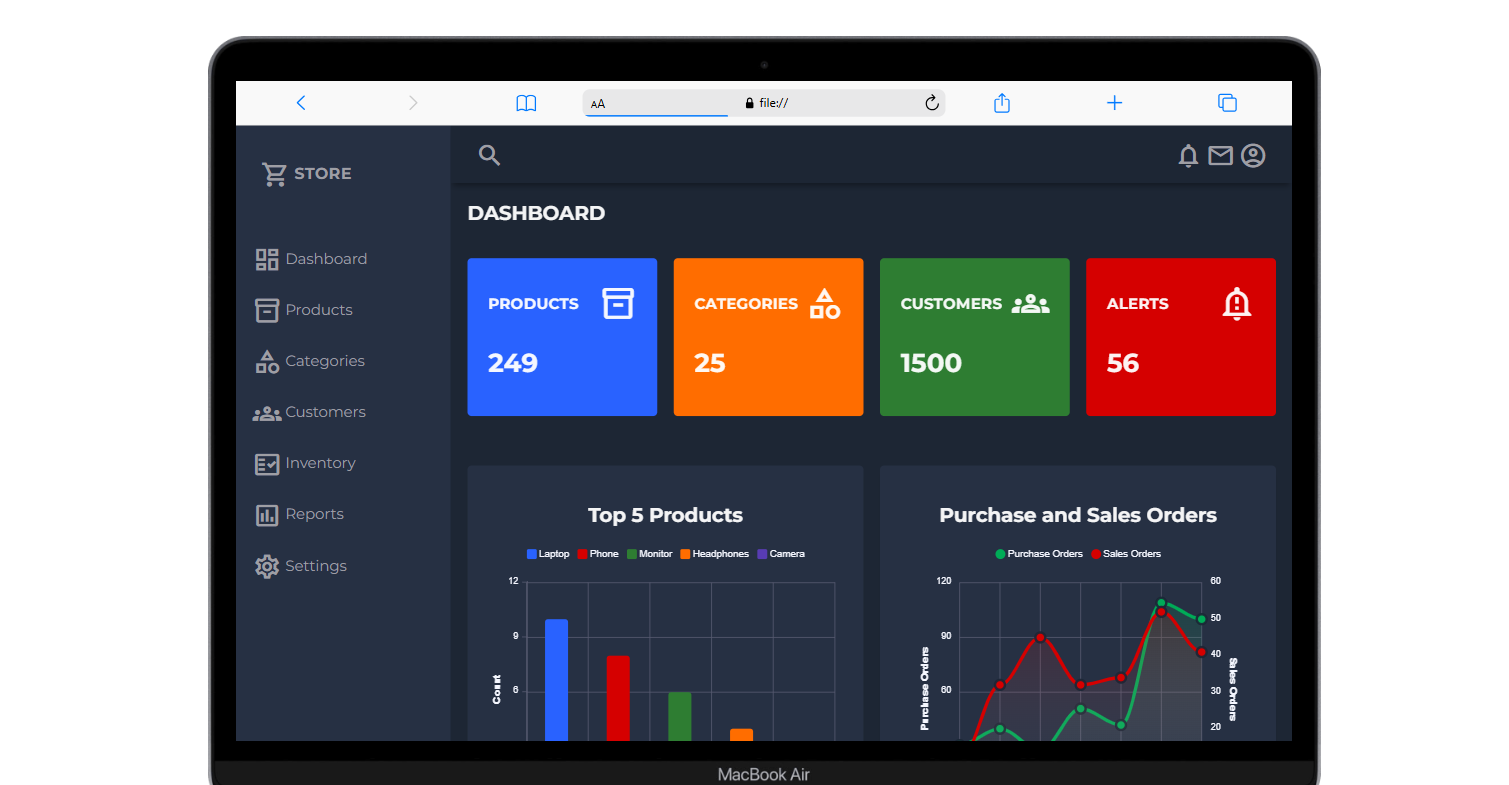 AA file://
STORE
Dashboard
Products
Categories
Customers
Inventory
Reports
Settings
DASHBOARD
PRODUCTS
249
CATEGORIES
25
CUSTOMERS
1500
ALERTS
56
Top 5 Products
Laptop Phone Monitor Headphones Camera
12
9
6
Count
Purchase and Sales Orders
Purchase Orders Sales Orders
120
90
60
Purchase Orders
60
50
40
30
20
Sales Orders
MacBook Air